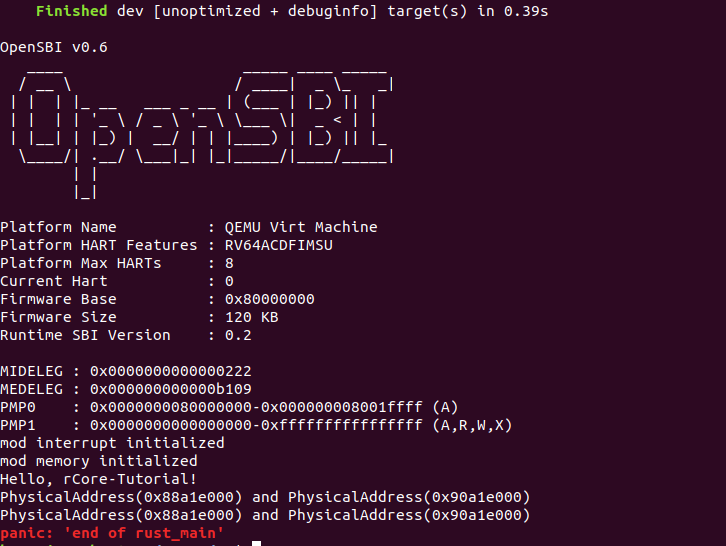 Finished dev [unoptimized + debuginfo] target(s) in 0.39s
OpenSBI v0.6
OpenSBI
Platform Name : QEMU Virt Machine
Platform HART Features : RV64ACDFIMSU
Platform Max HARTs : 8
Current Hart : 0
Firmware Base : 0x80000000
Firmware Size : 120 KB
Runtime SBI Version : 0.2
MIDELEG : 0x0000000000000222
MEDELEG : 0x000000000000b109
PMP0 : 0x0000000080000000-0x000000008001ffff (A)
PMP1 : 0x0000000000000000-0xffffffffffffffff (A,R,W,X)
mod interrupt initialized
mod memory initialized
Hello, rCore-Tutorial!
PhysicalAddress(0x88a1e000) and PhysicalAddress(0x90a1e000)
PhysicalAddress(0x88a1e000) and PhysicalAddress(0x90a1e000)
panic: 'end of rust_main'